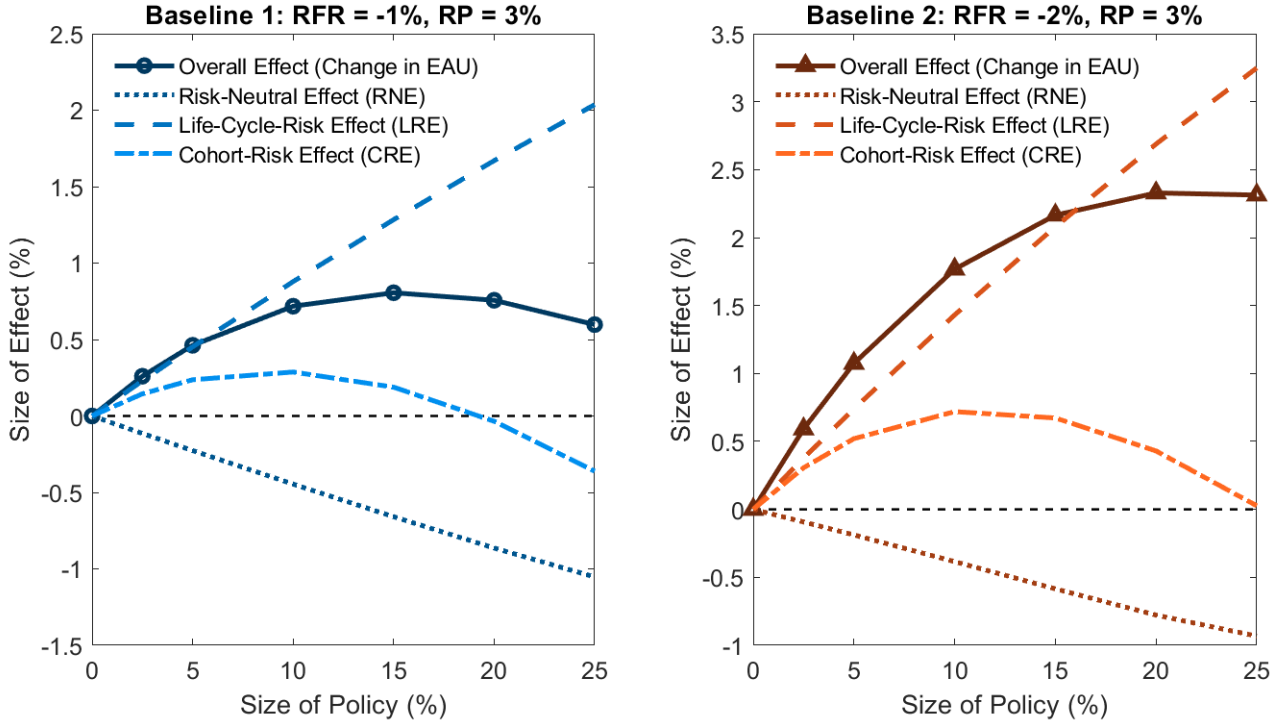 Baseline 1: RFR = -1%, RP = 3%
2.5
2
1.5
1
0.5
0
-0.5
-1
-1.5
Size of Effect (%)
Overall Effect (Change in EAU)
Risk-Neutral Effect (RNE)
Life-Cycle-Risk Effect (LRE)
Cohort-Risk Effect (CRE)
0 5 10 15 20 25
Size of Policy (%)
Baseline 2: RFR = -2%, RP = 3%
3.5
3
2.5
2
1.5
1
0.5
0
-0.5
-1
Size of Effect (%)
Overall Effect (Change in EAU)
Risk-Neutral Effect (RNE)
Life-Cycle-Risk Effect (LRE)
Cohort-Risk Effect (CRE)
0 5 10 15 20 25
Size of Policy (%)